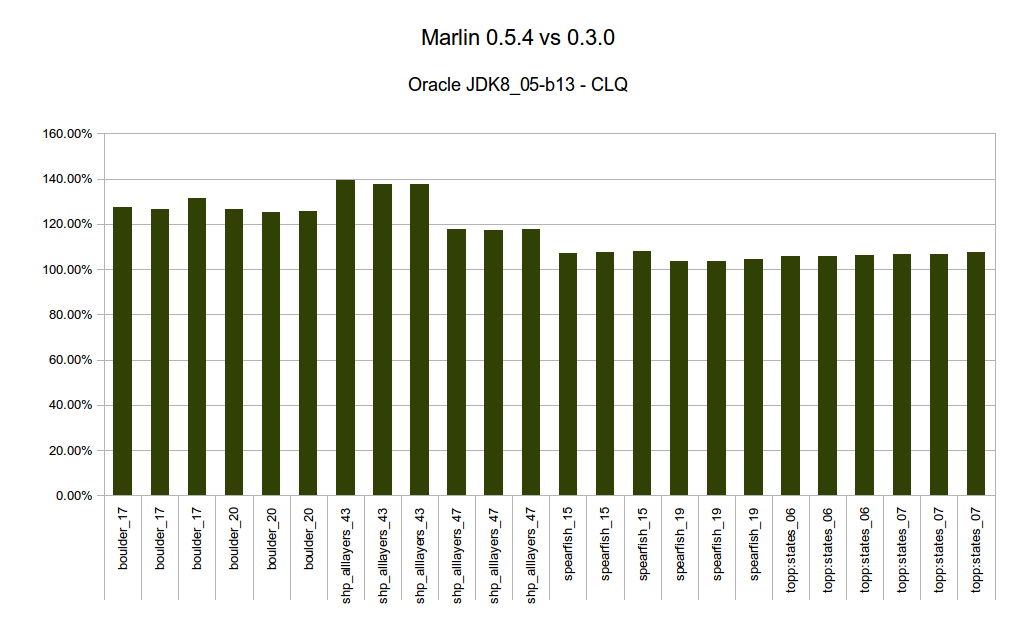 Marlin 0.5.4 vs 0.3.0
Oracle JDK8_05-b13 - CLQ
160.00%
140.00%
120.00%
100.00%
80.00%
60.00%
40.00%
20.00%
0.00%
boulder_17
boulder_17
boulder_17
boulder_20
boulder_20
boulder_20
shp_alllayers_43
shp_alllayers_43
shp_alllayers_43
shp_alllayers_47
shp_alllayers_47
shp_alllayers_47
spearfish_15
spearfish_15
spearfish_15
spearfish_19
spearfish_19
spearfish_19
topp:states_06
topp:states_06
topp:states_06
topp:states_07
topp:states_07
topp:states_07